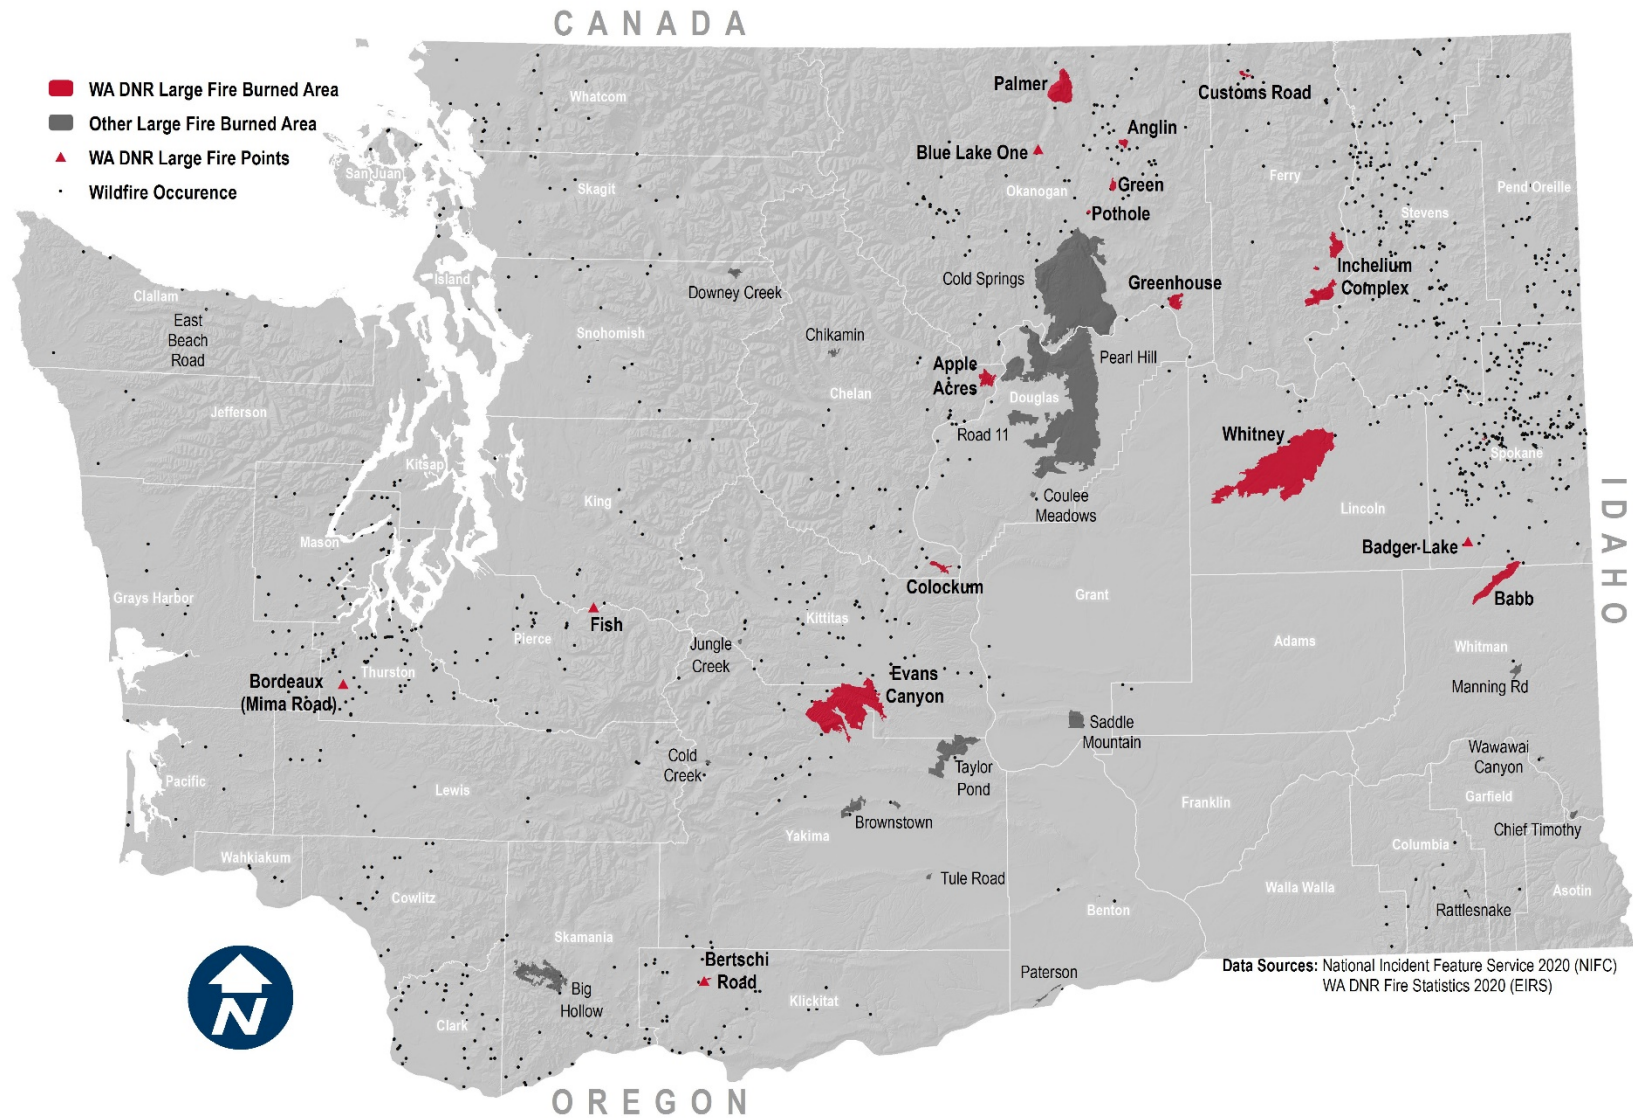 CANADA
WA DNR Large Fire Burned Area
Other Large Fire Burned Area
WA DNR Large Fire Points
Wildfire Occurence
Whatcom
San Juan
Skagit
Island
Clallam
East
Beach
Road
Snohomish
Downey Creek
Chikamin
Chelan
Jefferson
Kitsap
King
Mason
Grays Harbor
Palmer
Customs Road
Anglin
Blue Lake One
Okanogan
Green
Pothole
Ferry
Pend Oreille
Stevens
Cold Springs
Greenhouse
Inchelium
Complex
Pearl Hill
Apple
Acres
Douglas
Road 11
Whitney
Spokane
Coulee
Meadows
Lincoln
Badger Lake
IDAHO
Colockum
Grant
Babb
Kittitas
Adams
Whitman
Fish
Pierce
Jungle
Creek
Thurston
Bordeaux
(Mima Road)
Evans
Canyon
Manning Rd
Saddle
Mountain
Cold
Creek
Taylor
Pond
Wawawai
Canyon
Pacific
Lewis
Franklin
Garfield
Brownstown
Yakima
Chief Timothy
Columbia
Wahkiakum
Tule Road
Walla Walla
Asotin
Cowlitz
Benton
Rattlesnake
Skamania
Bertschi
Road
Paterson
Big
Hollow
Klickitat
Clark
N
Data Sources: National Incident Feature Service 2020 (NIFC)
WA DNR Fire Statistics 2020 (EIRS)
OREGON